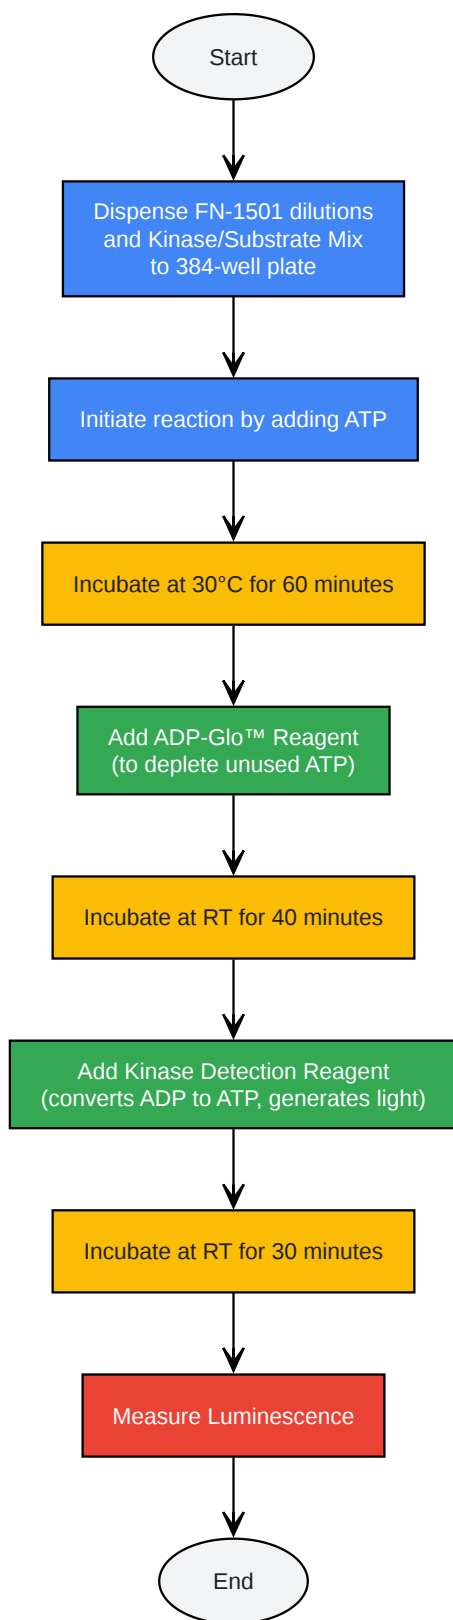 Start
Dispense FN-1501 dilutions
and Kinase/Substrate Mix
to 384-well plate
Initiate reaction by adding ATP
Incubate at 30°C for 60 minutes
Add ADP-Glo™ Reagent
(to deplete unused ATP)
Incubate at RT for 40 minutes
Add Kinase Detection Reagent
(converts ADP to ATP, generates light)
Incubate at RT for 30 minutes
Measure Luminescence
End